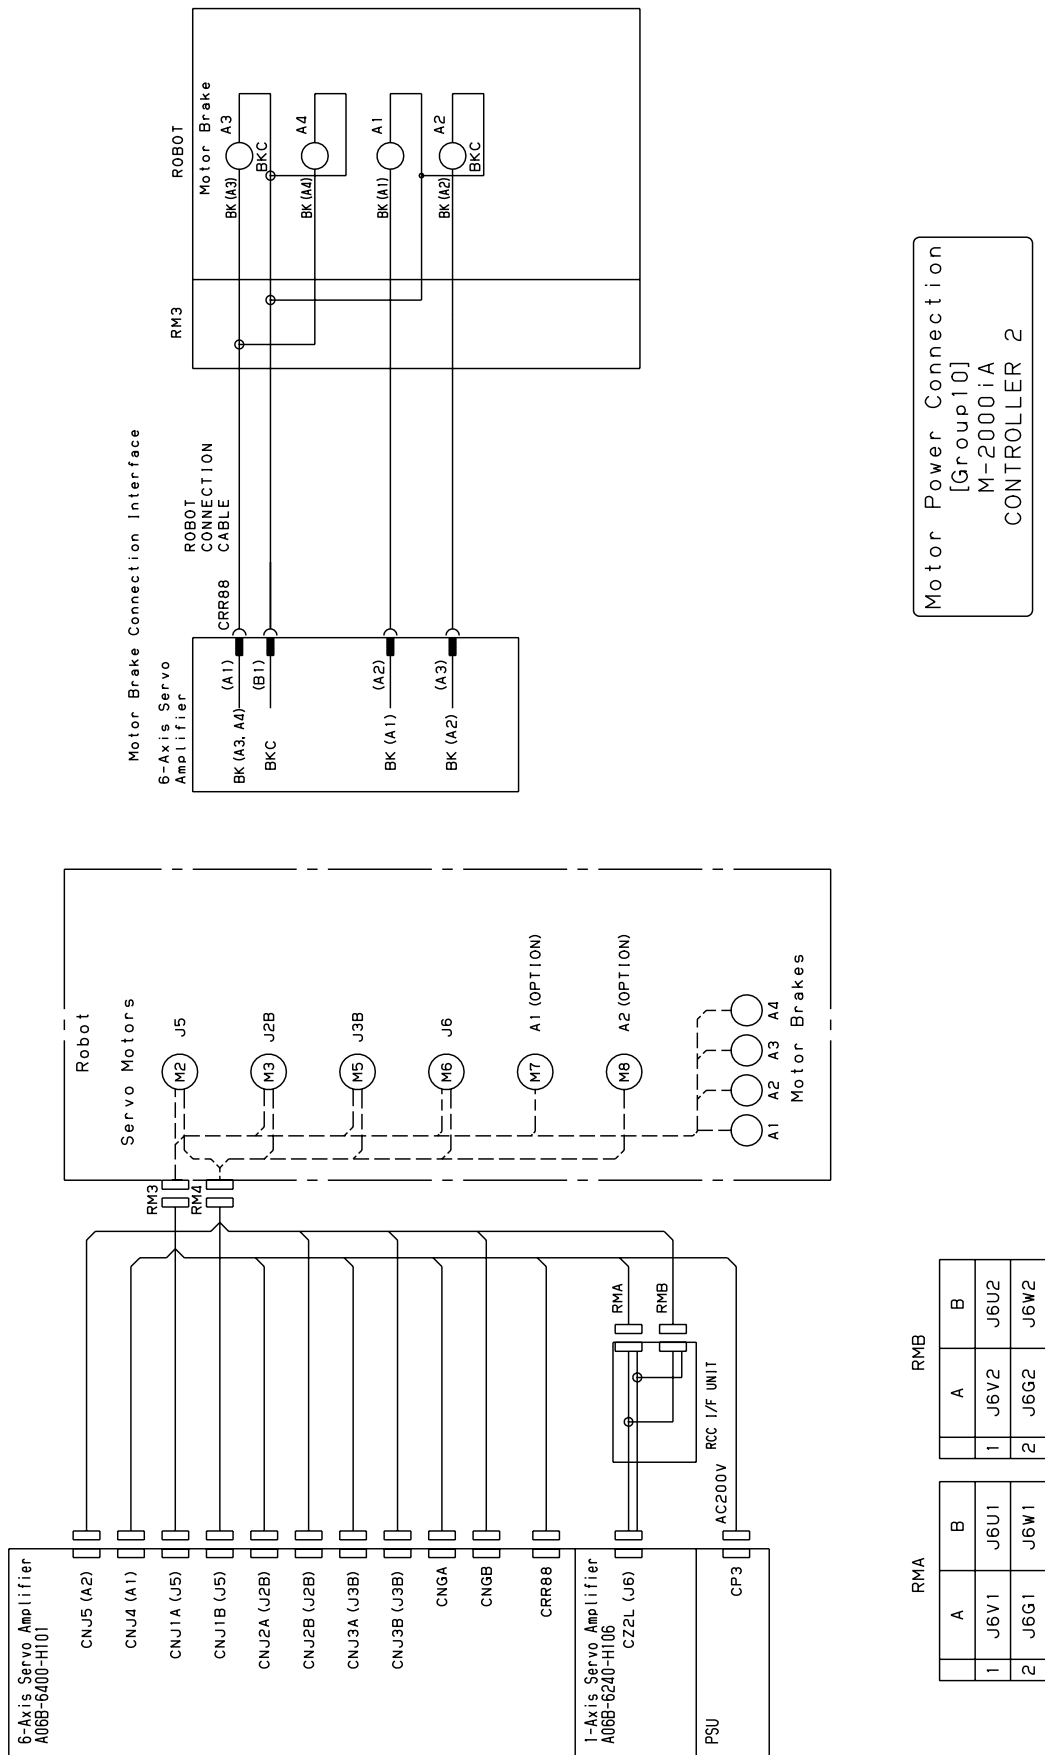 Motor Brake Connection Interface
6-Axis Servo
Amplifier
BK (A3, A4)
BKC
BK (A1)
BK (A2)
(A1)
(B1)
(A2)
(A3)
CRR88
ROBOT
CONNECTION
CABLE
RM3
ROBOT
Motor Brake
BK (A3)
A3
BKC
BK (A4)
A4
BK (A1)
A1
BK (A2)
A2
BKC
6-Axis Servo Amplifier
A06B-6400-H101
CNJ5 (A2)
CNJ4 (A1)
CNJ1A (J5)
CNJ1B (J5)
CNJ2A (J2B)
CNJ2B (J2B)
CNJ3A (J3B)
CNJ3B (J3B)
CNGA
CNGB
CRR88
1-Axis Servo Amplifier
A06B-6240-H106
CZ2L (J6)
PSU
CP3
AC200V
RCC I/F UNIT
RMA
RMB
RM3
RM4
Robot
Servo Motors
M2
J5
M3
J2B
M5
J3B
M6
J6
M7
A1 (OPTION)
M8
A2 (OPTION)
A1
A2
A3
A4
Motor Brakes
RMA
A B
1 J6V1 J6U1
2 J6G1 J6W1
RMB
A B
1 J6V2 J6U2
2 J6G2 J6W2
Motor Power Connection
[Group10]
M-2000iA
CONTROLLER 2